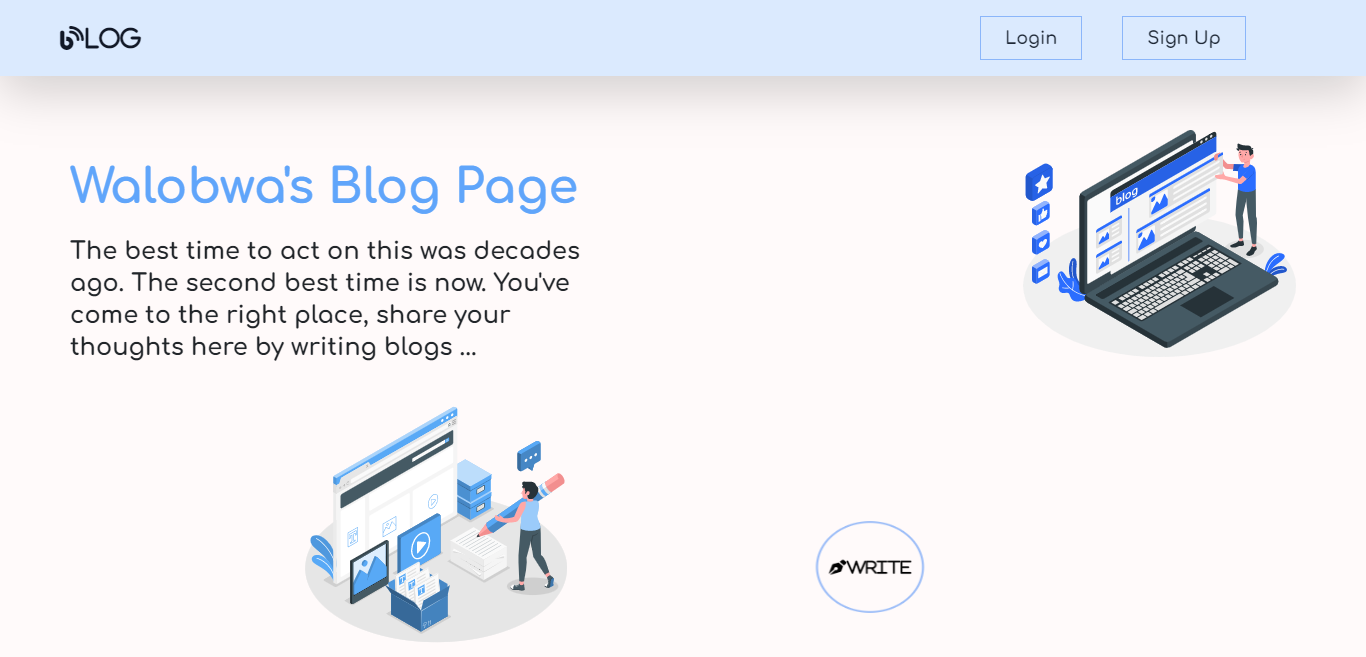 bLOG
Login
Sign Up
Walobwa's Blog Page
The best time to act on this was decades
ago. The second best time is now. You've
come to the right place, share your
thoughts here by writing blogs ...
blog
WRITE